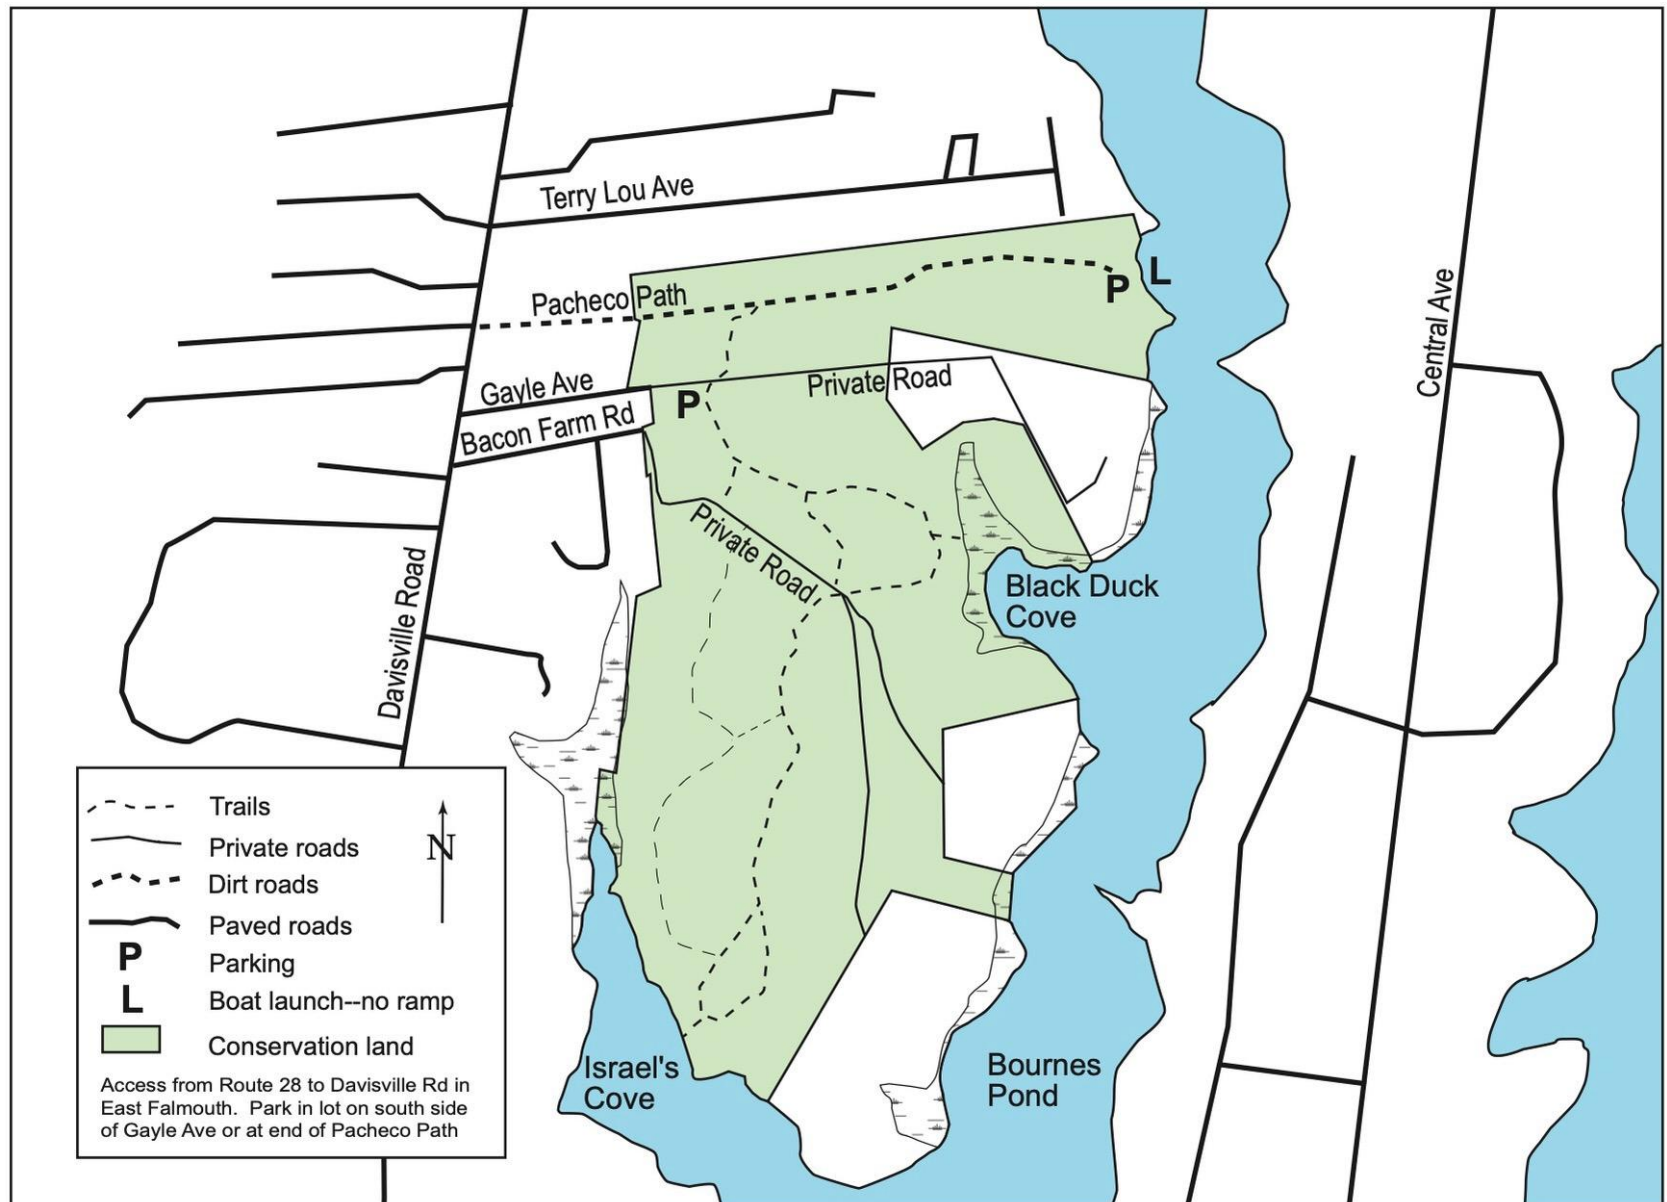 Terry Lou Ave
L
P
Pacheco Path
Central Ave
Gayle Ave
Private Road
P
Bacon Farm Rd
Private Road
Davisville Road
Black Duck
Cove
Trails
Private roads
N
Dirt roads
Paved roads
P
Parking
L
Boat launch--no ramp
Conservation land
Access from Route 28 to Davisville Rd in
East Falmouth. Park in lot on south side
of Gayle Ave or at end of Pacheco Path
Israel's
Cove
Bournes
Pond